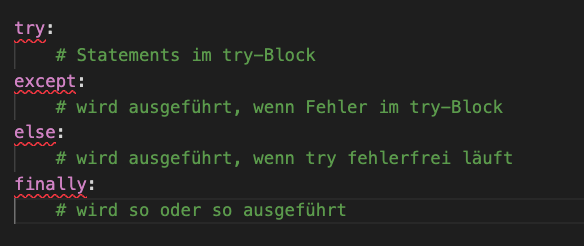 try:
    # Statements im try-Block
except:
    # wird ausgeführt, wenn Fehler im try-Block
else:
    # wird ausgeführt, wenn try fehlerfrei läuft
finally:
    # wird so oder so ausgeführt